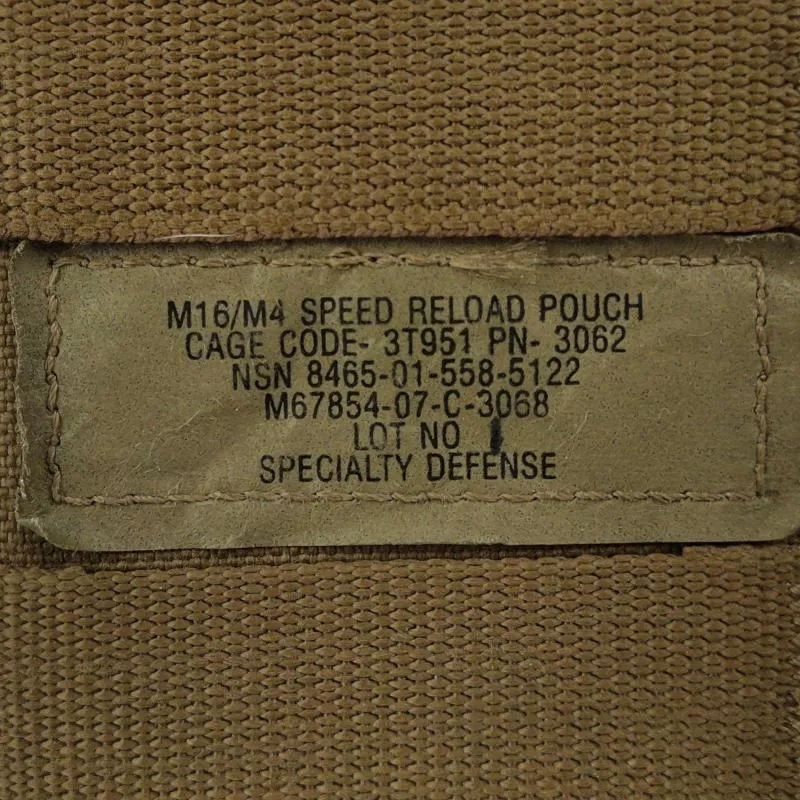 M16/M4 SPEED RELOAD POUCH
CAGE CODE- 3T951 PN- 3062
NSN 8465-01-558-5122
M67854-07-C-3068
LOT NO
SPECIALTY DEFENSE